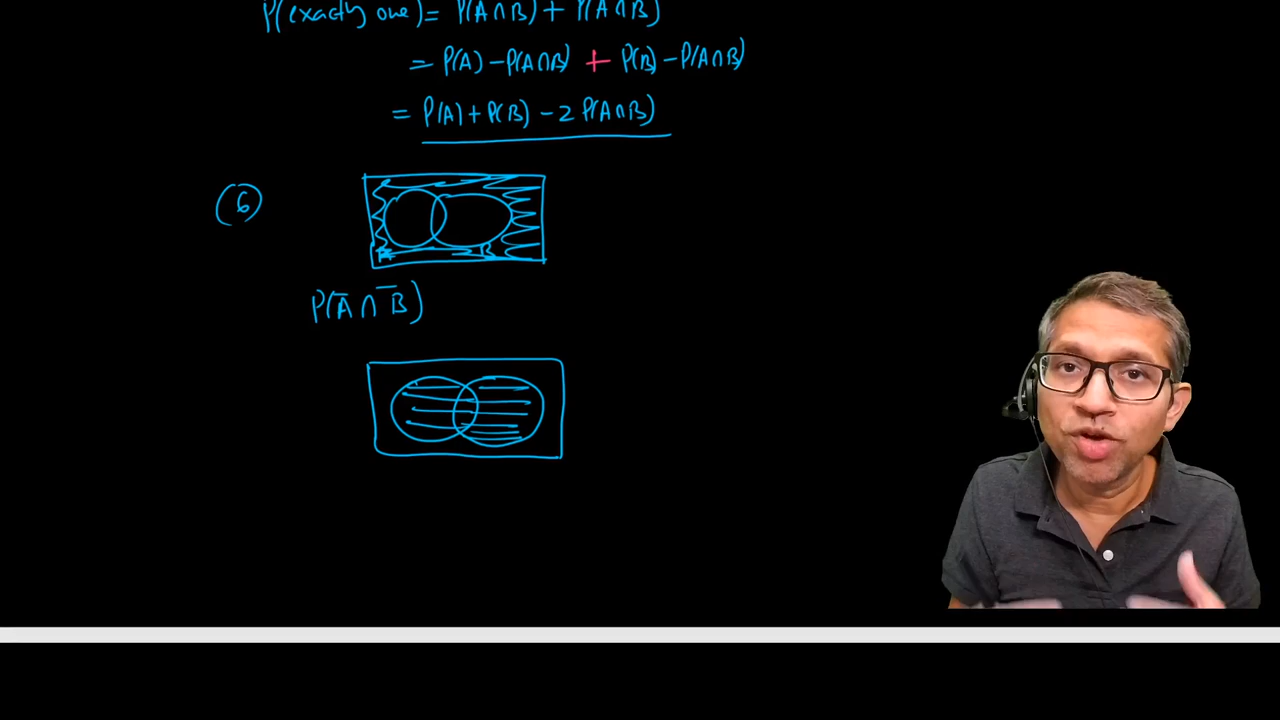 P(exactly one) = P(A∩B) + P(A∩B)
= P(A) - P(A∩B) + P(B) - P(A∩B)
= P(A) + P(B) - 2 P(A∩B)
(6)
A B
P(A̅ ∩ B̅)